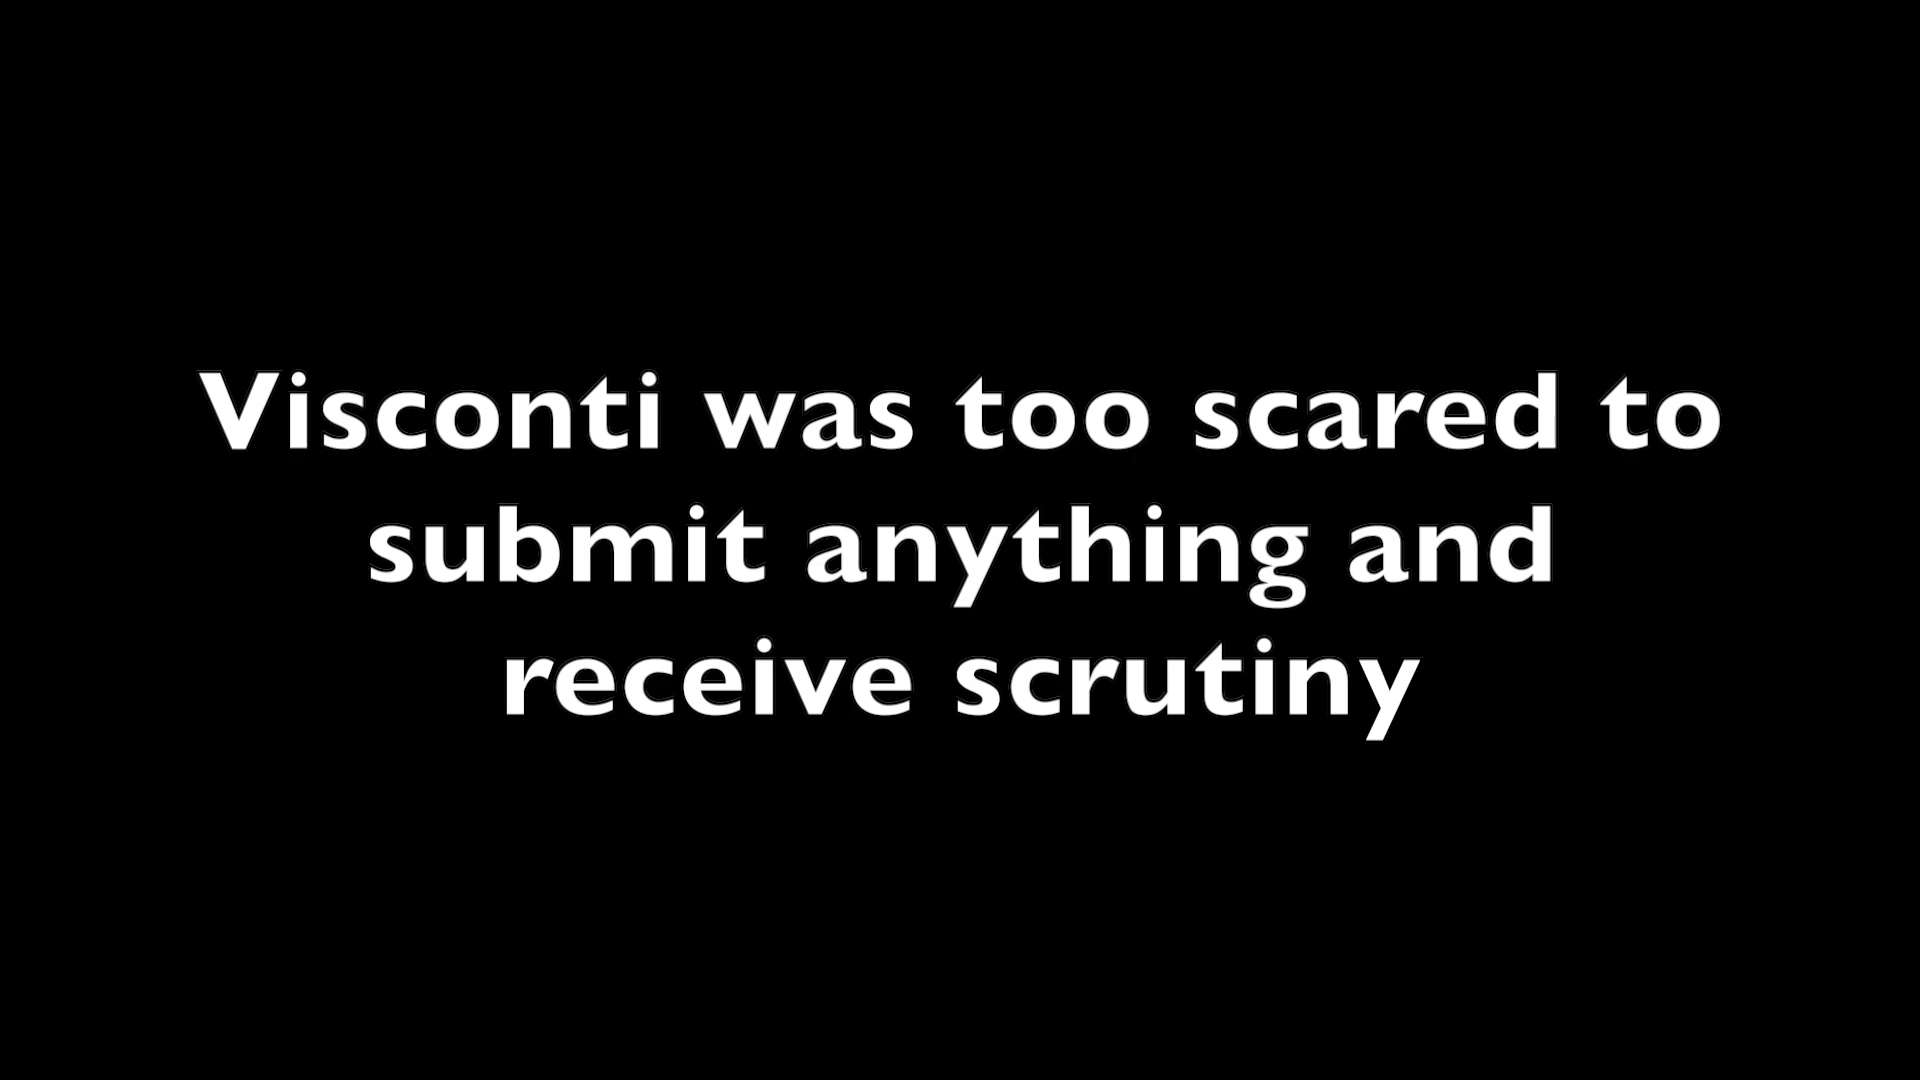 Visconti was too scared to
submit anything and
receive scrutiny